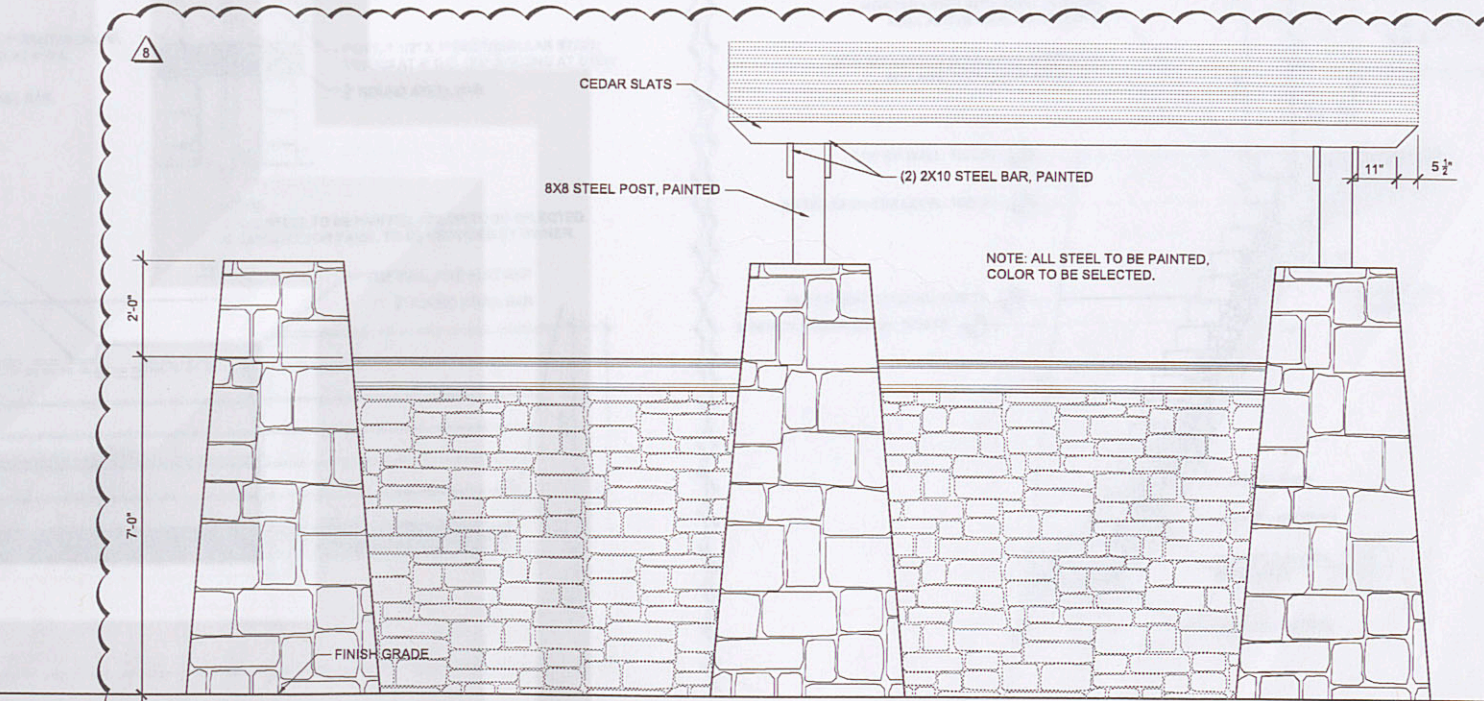 8
CEDAR SLATS
(2) 2X10 STEEL BAR, PAINTED
11"
5 ½"
8X8 STEEL POST, PAINTED
NOTE: ALL STEEL TO BE PAINTED.
COLOR TO BE SELECTED.
2'-0"
7'-0"
FINISH GRADE